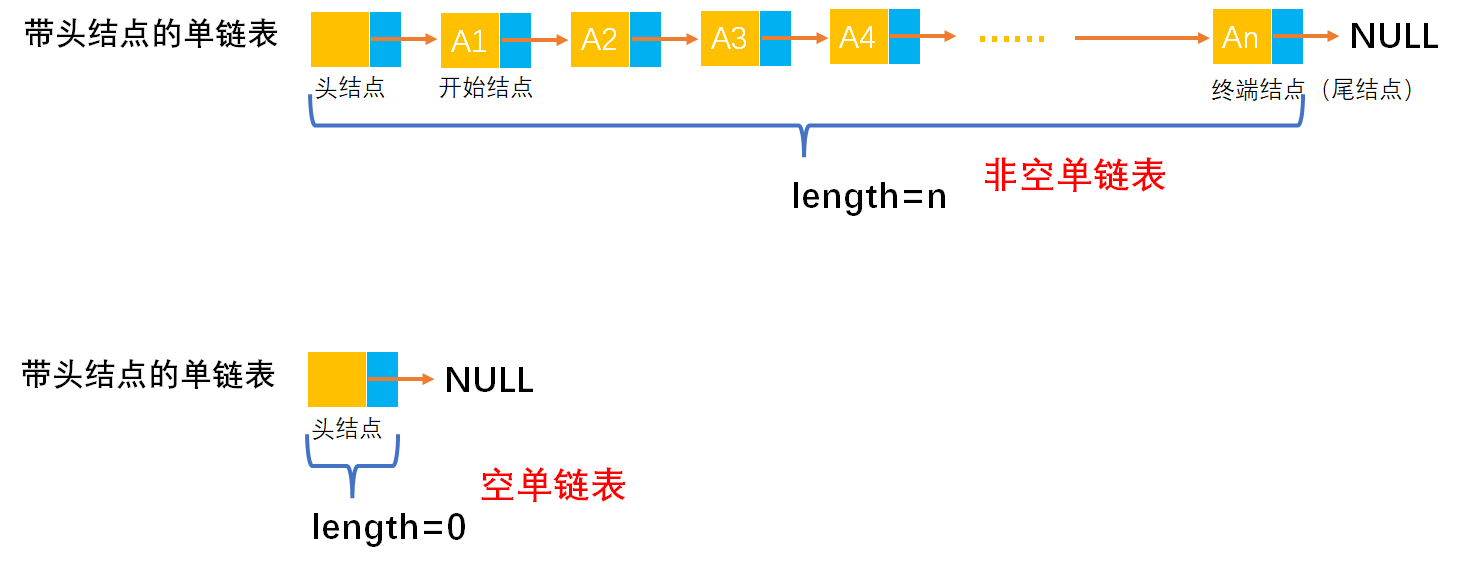 带头结点的单链表
A1 A2 A3 A4 ...... An NULL
头结点 开始结点 终端结点（尾结点）
length=n 非空单链表
带头结点的单链表
NULL
头结点
空单链表
length=0